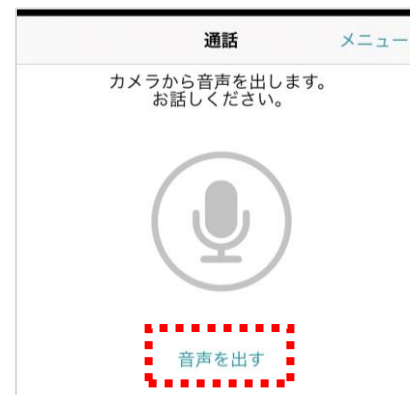 通話 メニュー
カメラから音声を出します。
お話しください。
音声を出す